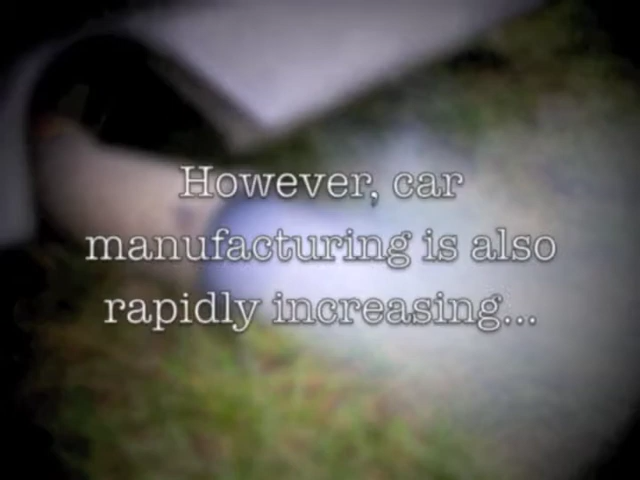 However, car
manufacturing is also
rapidly increasing...